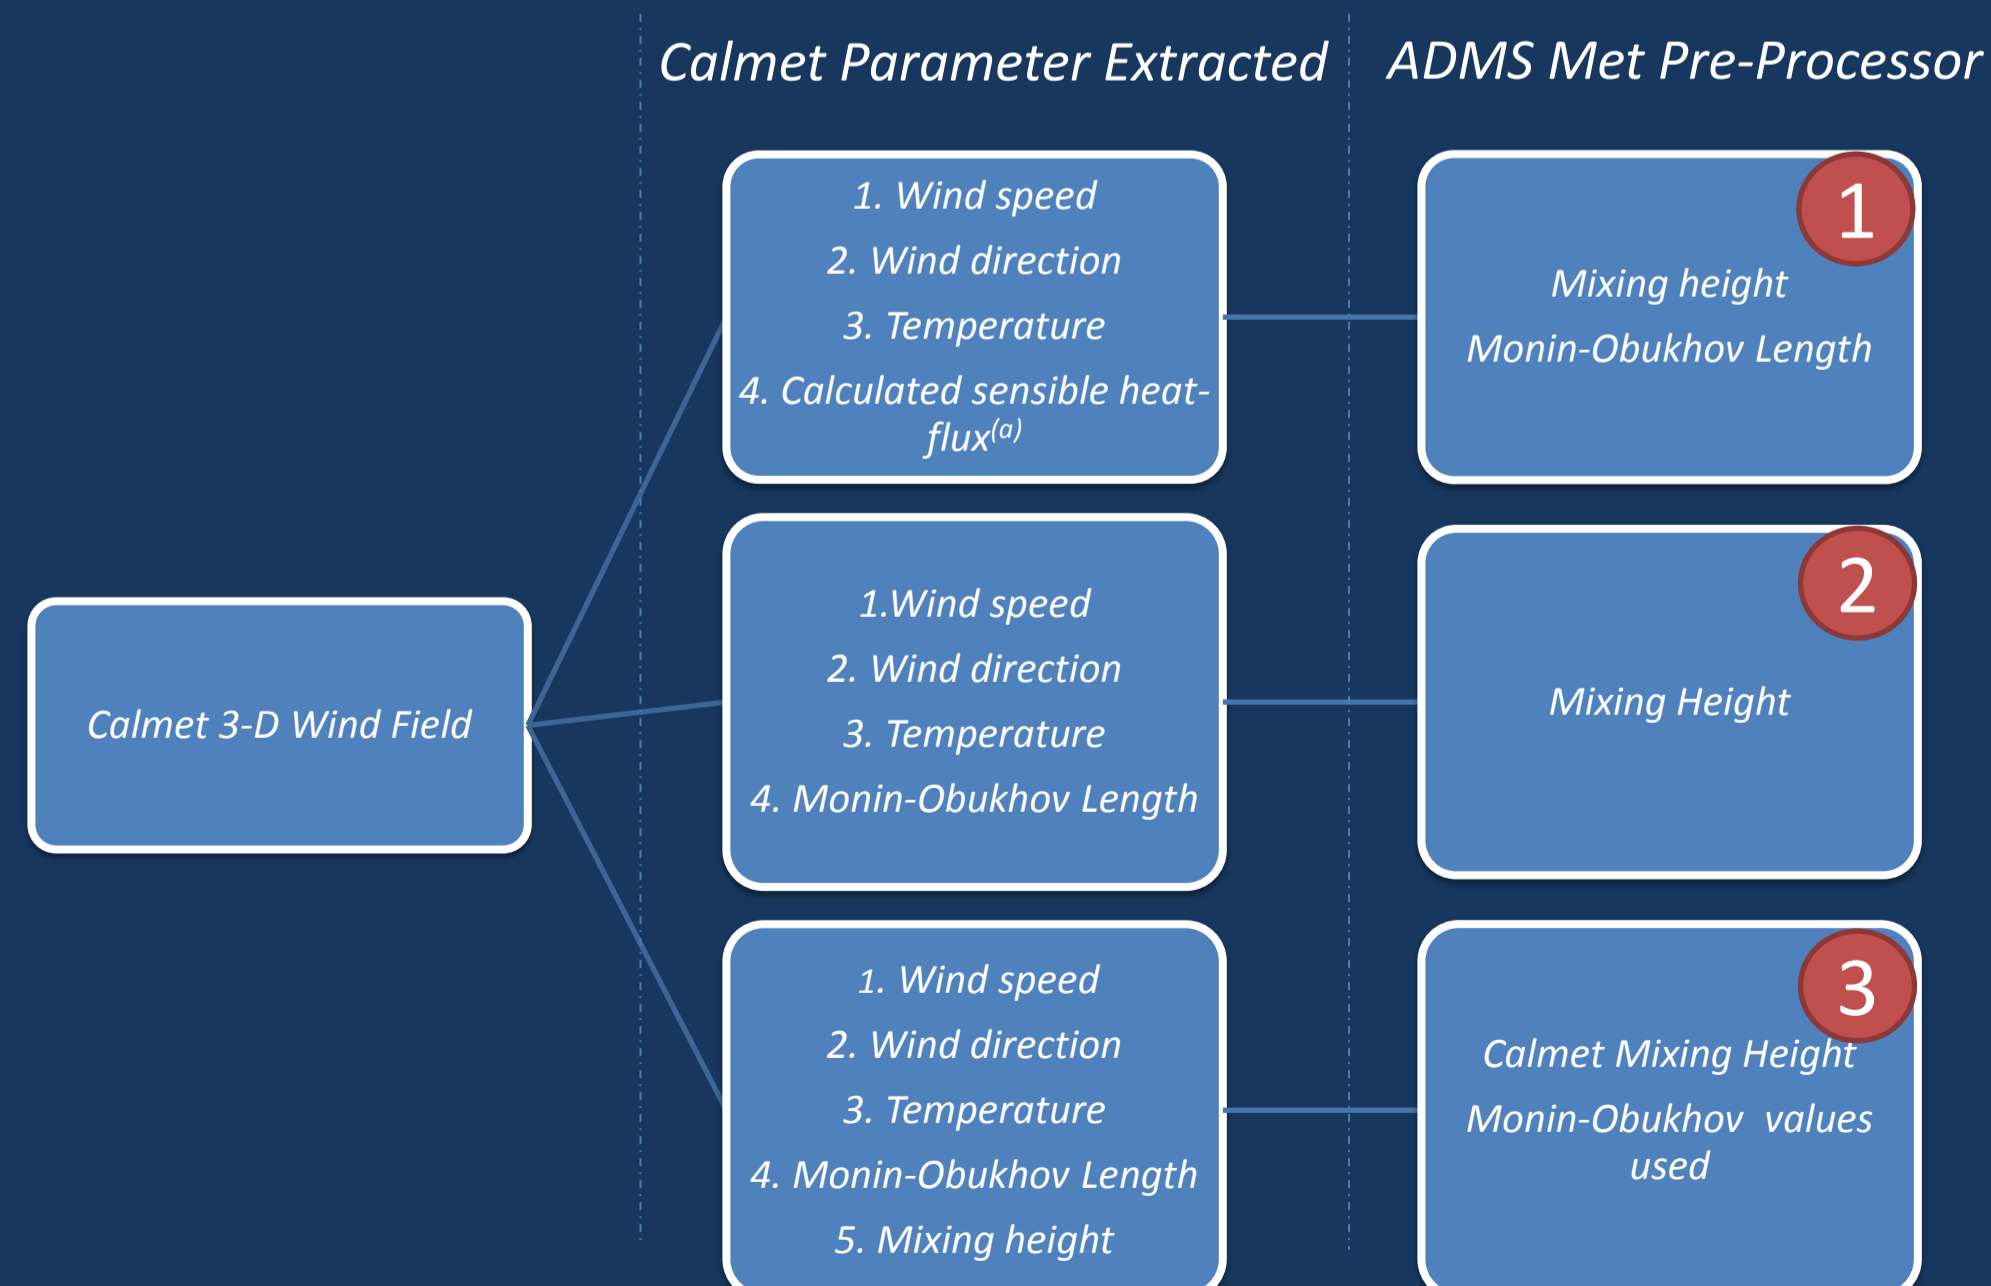 Calmet Parameter Extracted
ADMS Met Pre-Processor
Calmet 3-D Wind Field
1. Wind speed
2. Wind direction
3. Temperature
4. Calculated sensible heat-
flux(a)
1
Mixing height
Monin-Obukhov Length
1.Wind speed
2. Wind direction
3. Temperature
4. Monin-Obukhov Length
2
Mixing Height
1. Wind speed
2. Wind direction
3. Temperature
4. Monin-Obukhov Length
5. Mixing height
3
Calmet Mixing Height
Monin-Obukhov  values
used